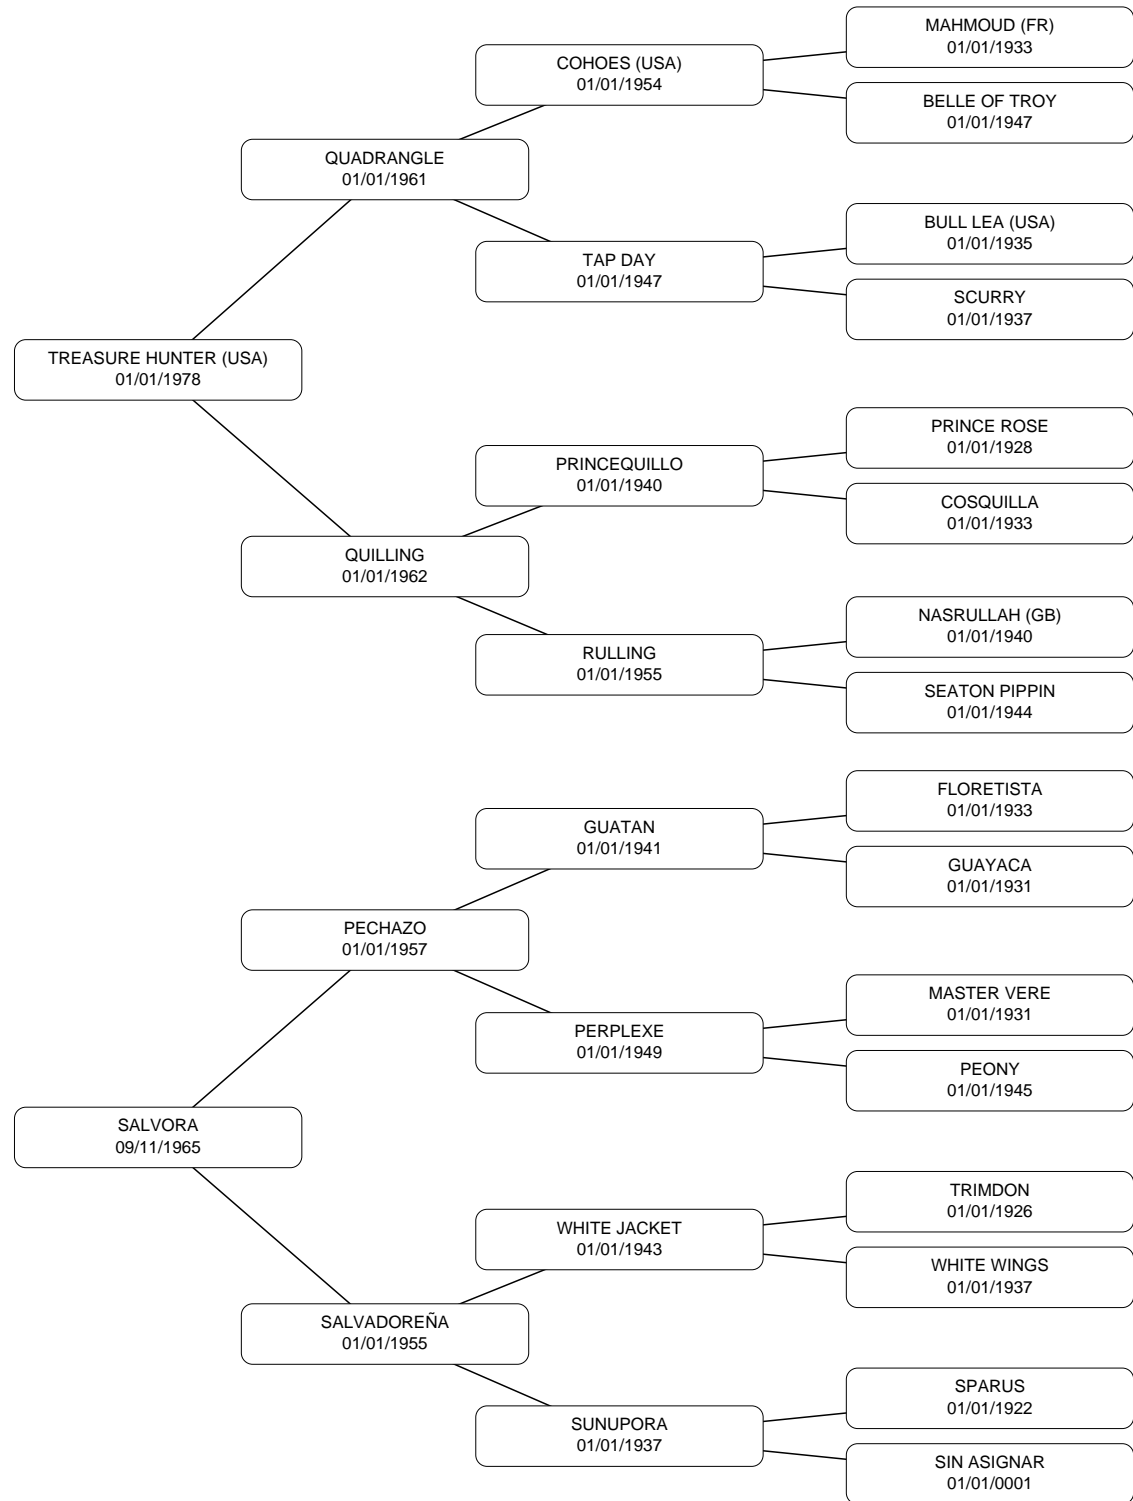 MAHMOUD (FR)
01/01/1933
COHOES (USA)
01/01/1954
BELLE OF TROY
01/01/1947
QUADRANGLE
01/01/1961
BULL LEA (USA)
01/01/1935
TAP DAY
01/01/1947
SCURRY
01/01/1937
TREASURE HUNTER (USA)
01/01/1978
PRINCE ROSE
01/01/1928
PRINCEQUILLO
01/01/1940
COSQUILLA
01/01/1933
QUILLING
01/01/1962
NASRULLAH (GB)
01/01/1940
RULLING
01/01/1955
SEATON PIPPIN
01/01/1944
FLORETISTA
01/01/1933
GUATAN
01/01/1941
GUAYACA
01/01/1931
PECHAZO
01/01/1957
MASTER VERE
01/01/1931
PERPLEXE
01/01/1949
PEONY
01/01/1945
SALVORA
09/11/1965
TRIMDON
01/01/1926
WHITE JACKET
01/01/1943
WHITE WINGS
01/01/1937
SALVADOREÑA
01/01/1955
SPARUS
01/01/1922
SUNUPORA
01/01/1937
SIN ASIGNAR
01/01/0001